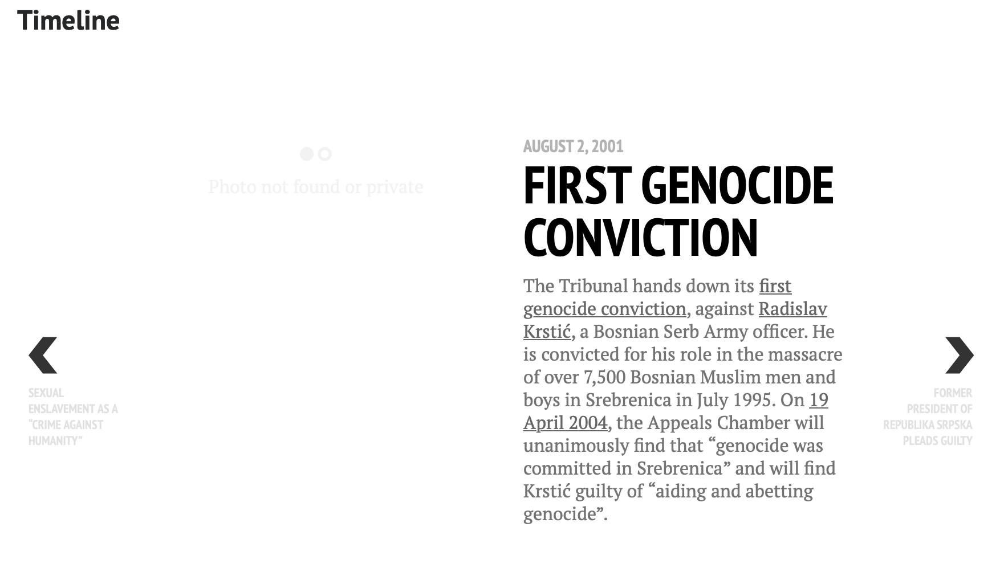 Timeline
Photo not found or private
AUGUST 2, 2001
FIRST GENOCIDE
CONVICTION
The Tribunal hands down its first
genocide conviction, against Radislav
Krstić, a Bosnian Serb Army officer. He
is convicted for his role in the massacre
of over 7,500 Bosnian Muslim men and
boys in Srebrenica in July 1995. On 19
April 2004, the Appeals Chamber will
unanimously find that “genocide was
committed in Srebrenica” and will find
Krstić guilty of “aiding and abetting
genocide”.
SEXUAL
ENSLAVEMENT AS A
“CRIME AGAINST
HUMANITY”
FORMER
PRESIDENT OF
REPUBLIKA SRPSKA
PLEADS GUILTY